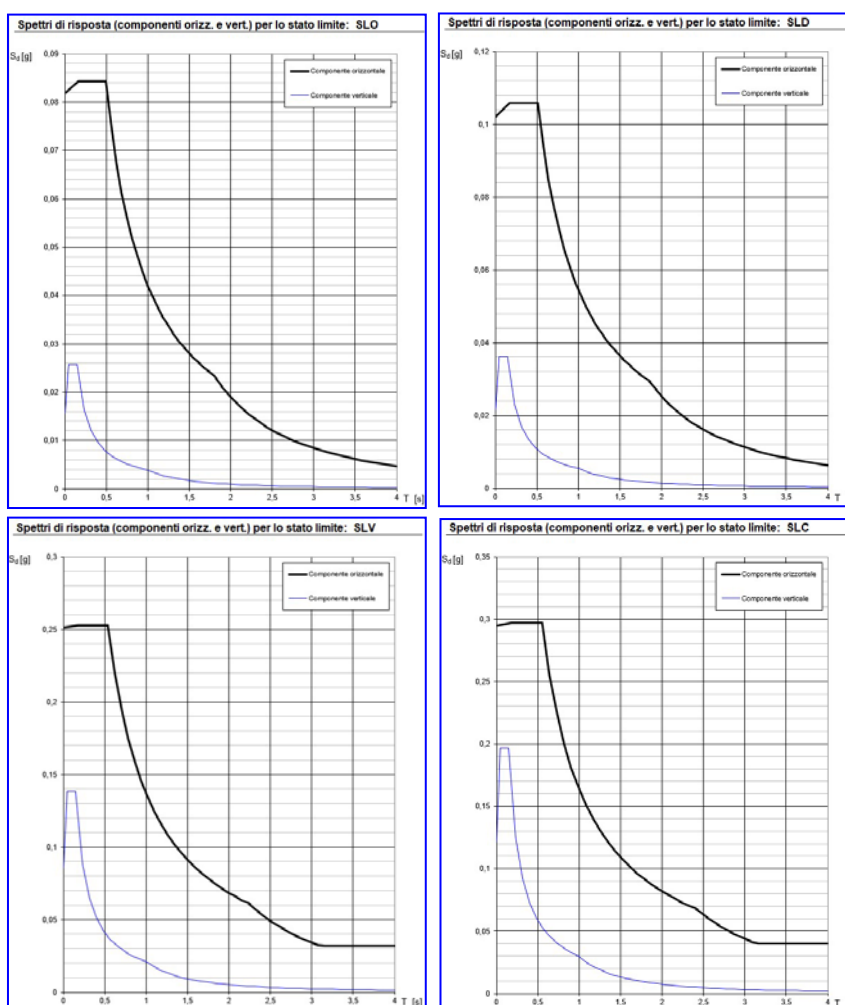 Spettri di risposta (componenti orizz. e vert.) per lo stato limite: SLO
Sd [g]
0,09
0,08
0,07
0,06
0,05
0,04
0,03
0,02
0,01
0
Componente orizzontale
Componente verticale
0 0,5 1 1,5 2 2,5 3 3,5 4 T [s]
Spettri di risposta (componenti orizz. e vert.) per lo stato limite: SLD
Sd [g]
0,12
0,1
0,08
0,06
0,04
0,02
0
Componente orizzontale
Componente verticale
0 0,5 1 1,5 2 2,5 3 3,5 4 T
Spettri di risposta (componenti orizz. e vert.) per lo stato limite: SLV
Sd [g]
0,3
0,25
0,2
0,15
0,1
0,05
0
Componente orizzontale
Componente verticale
0 0,5 1 1,5 2 2,5 3 3,5 4 T [s]
Spettri di risposta (componenti orizz. e vert.) per lo stato limite: SLC
Sd [g]
0,35
0,3
0,25
0,2
0,15
0,1
0,05
0
Componente orizzontale
Componente verticale
0 0,5 1 1,5 2 2,5 3 3,5 4 T